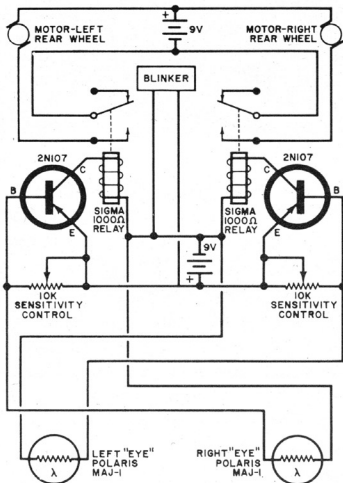 MOTOR-LEFT
REAR WHEEL
+
9V
MOTOR-RIGHT
REAR WHEEL
BLINKER
2N107
2N107
B
C
E
SIGMA
1000Ω
RELAY
SIGMA
1000Ω
RELAY
C
B
E
9V
+
10K
SENSITIVITY
CONTROL
10K
SENSITIVITY
CONTROL
λ
LEFT "EYE"
POLARIS
MAJ-1
RIGHT "EYE"
POLARIS
MAJ-1
λ